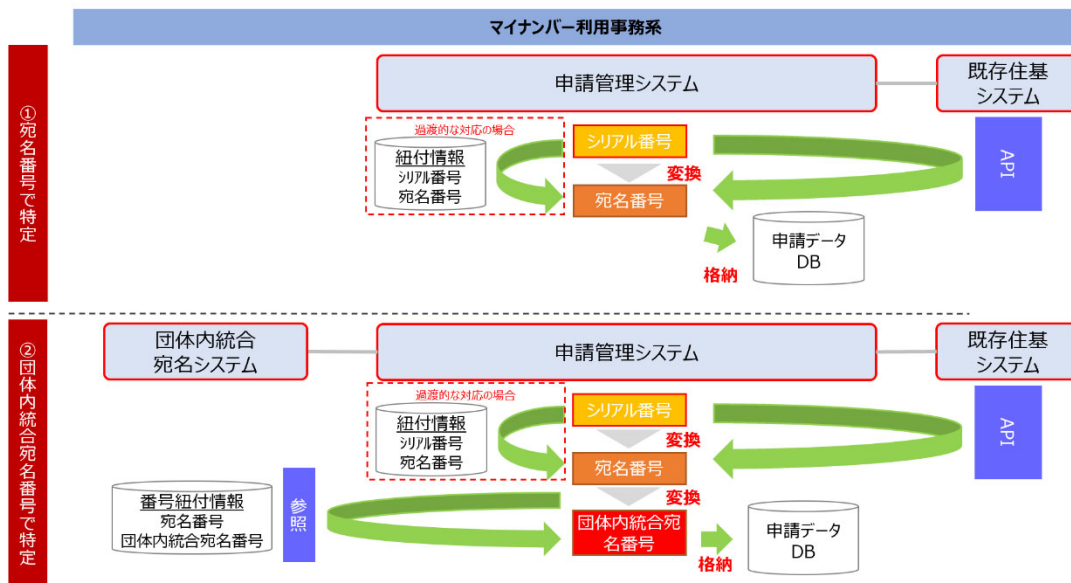 マイナンバー利用事務系
①宛名番号で特定
申請管理システム
既存住基
システム
過渡的な対応の場合
紐付情報
ｼﾘｱﾙ番号
宛名番号
シリアル番号
変換
宛名番号
API
格納
申請データ
DB
②団体内統合宛名番号で特定
団体内統合
宛名システム
申請管理システム
既存住基
システム
過渡的な対応の場合
紐付情報
ｼﾘｱﾙ番号
宛名番号
シリアル番号
変換
宛名番号
API
変換
番号紐付情報
宛名番号
団体内統合宛名番号
参照
団体内統合宛
名番号
格納
申請データ
DB